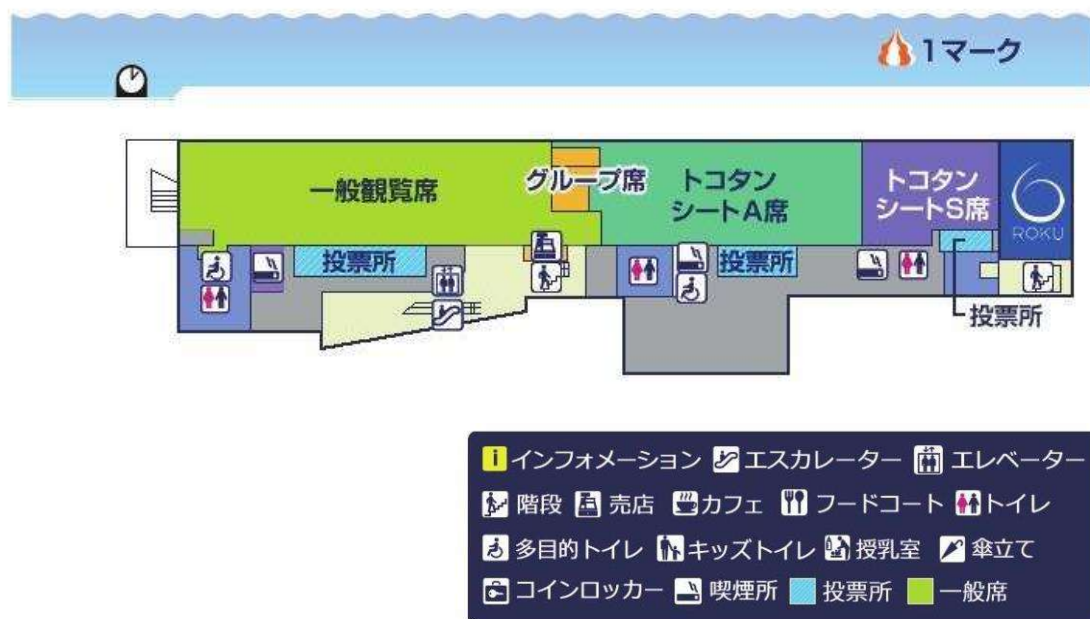 1マーク
一般観覧席
グループ席
トコタン
シートA席
トコタン
シートS席
6
ROKU
投票所
投票所
投票所
i インフォメーション エスカレーター エレベーター
階段 売店 カフェ フードコート トイレ
多目的トイレ キッズトイレ 授乳室 傘立て
コインロッカー 喫煙所 投票所 一般席